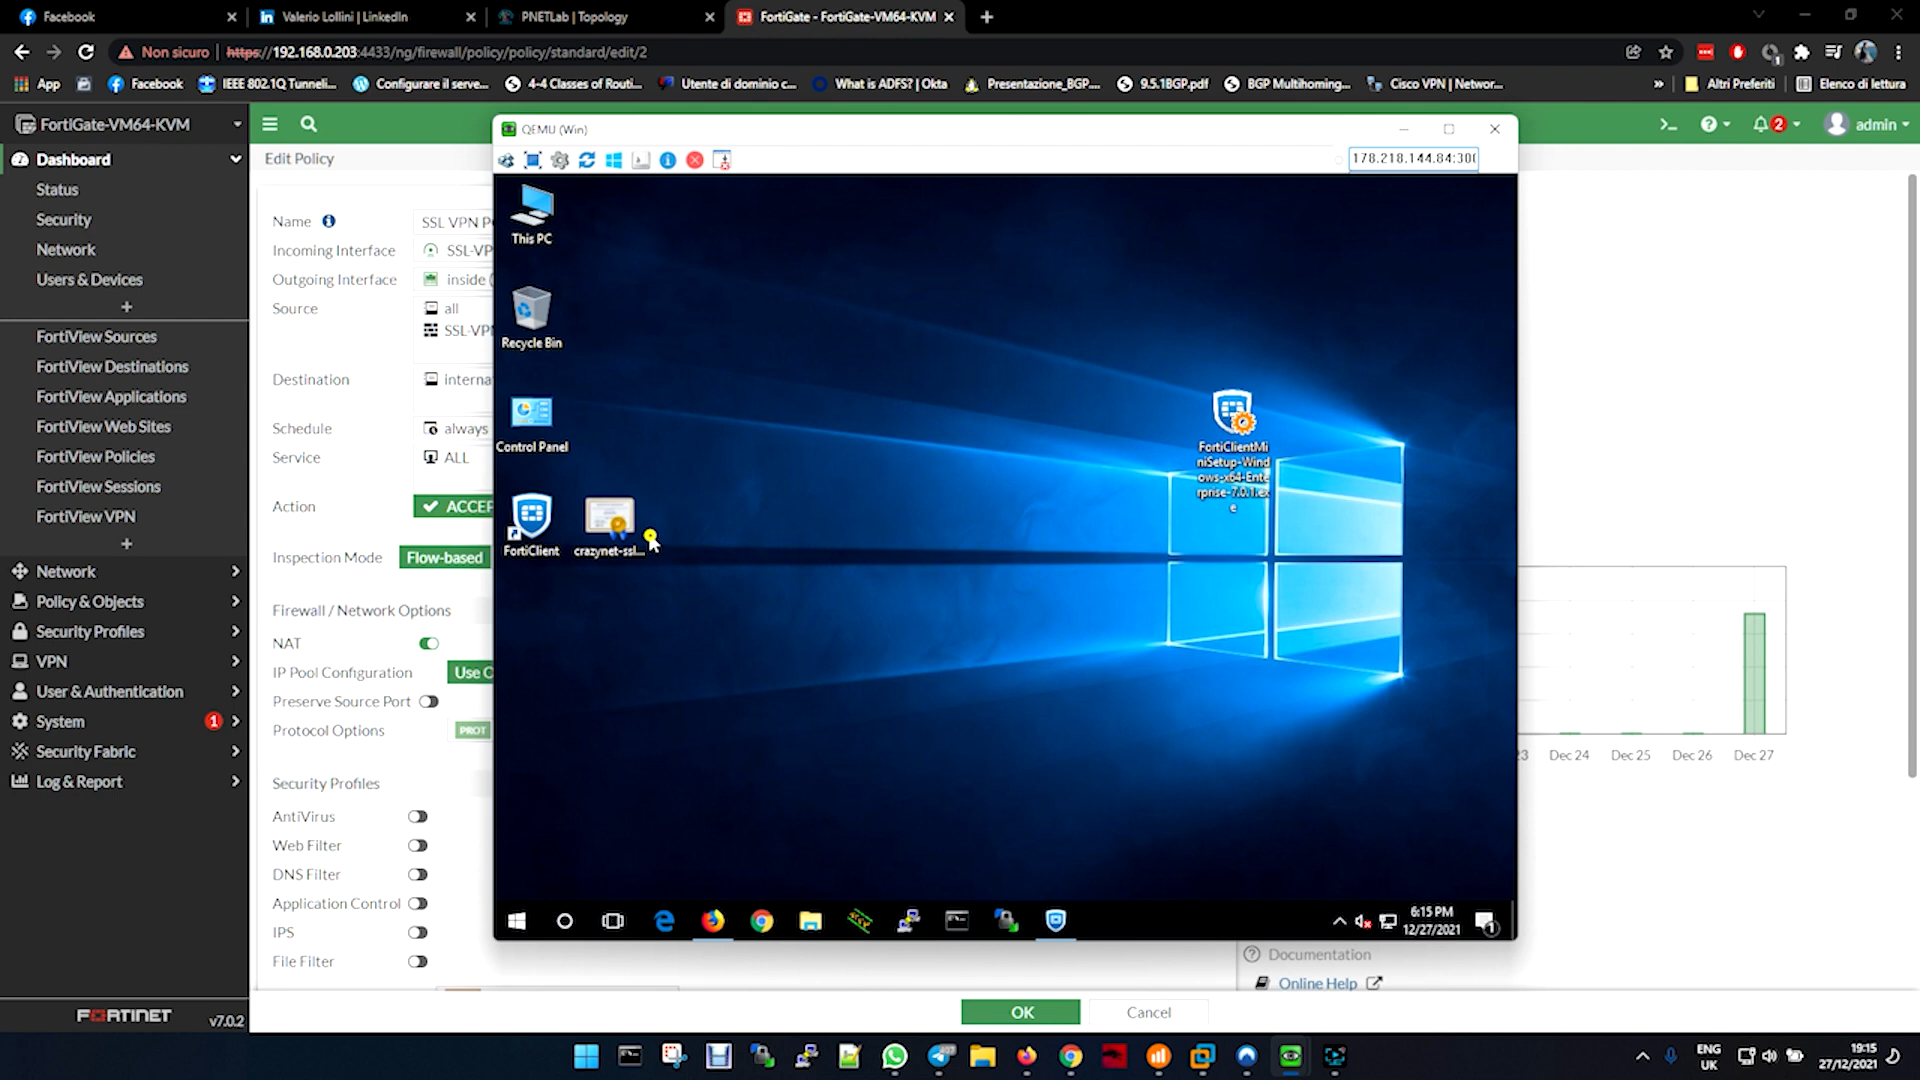 Facebook
Valerio Lollini | LinkedIn
PNETLab | Topology
FortiGate - FortiGate-VM64-KVM
Non sicuro
https://192.168.0.203:4433/ng/firewall/policy/policy/standard/edit/2
App
Facebook
IEEE 802.1Q Tunneli...
Configurare il serve...
4-4 Classes of Routi...
Utente di dominio c...
What is ADFS? | Okta
Presentazione_BGP....
9.5.1BGP.pdf
BGP Multihoming...
Cisco VPN | Networ...
»
Altri Preferiti
Elenco di lettura
FortiGate-VM64-KVM
2
admin
Dashboard
Status
Security
Network
Users & Devices
+
FortiView Sources
FortiView Destinations
FortiView Applications
FortiView Web Sites
FortiView Policies
FortiView Sessions
FortiView VPN
+
Network
Policy & Objects
Security Profiles
VPN
User & Authentication
System
1
Security Fabric
Log & Report
FORTINET
v7.0.2
Edit Policy
Name
SSL VPN P
Incoming Interface
SSL-VP
Outgoing Interface
inside (
Source
all
SSL-VPN
Destination
interna
Schedule
always
Service
ALL
Action
ACCEP
Inspection Mode
Flow-based
Firewall / Network Options
NAT
IP Pool Configuration
Use O
Preserve Source Port
Protocol Options
PROT
Security Profiles
AntiVirus
Web Filter
DNS Filter
Application Control
IPS
File Filter
QEMU (Win)
178.218.144.84:300
This PC
Recycle Bin
Control Panel
FortiClient
crazynet-ssl...
FortiClientMi
niSetup-Wind
ows-x64-Ente
rprise-7.0.1.ex
e
6:15 PM
12/27/2021
1
23
Dec 24
Dec 25
Dec 26
Dec 27
Documentation
Online Help
OK
Cancel
ENG
UK
19:15
27/12/2021